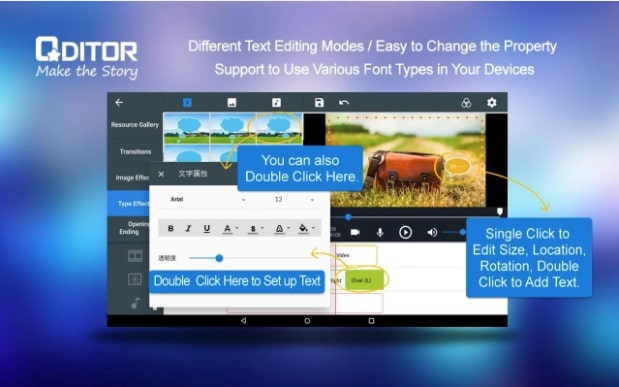 QDITOR
Make the Story
Different Text Editing Modes / Easy to Change the Property
Support to Use Various Font Types in Your Devices
Resource Gallery
Transitions
Image Effec
Type Effect
Opening
Ending
You can also
Double Click Here.
文字属性
Arial
12
B I U A
透明度
Double Click Here to Set up Text
Video
Oval (L)
Single Click to
Edit Size, Location,
Rotation, Double
Click to Add Text.